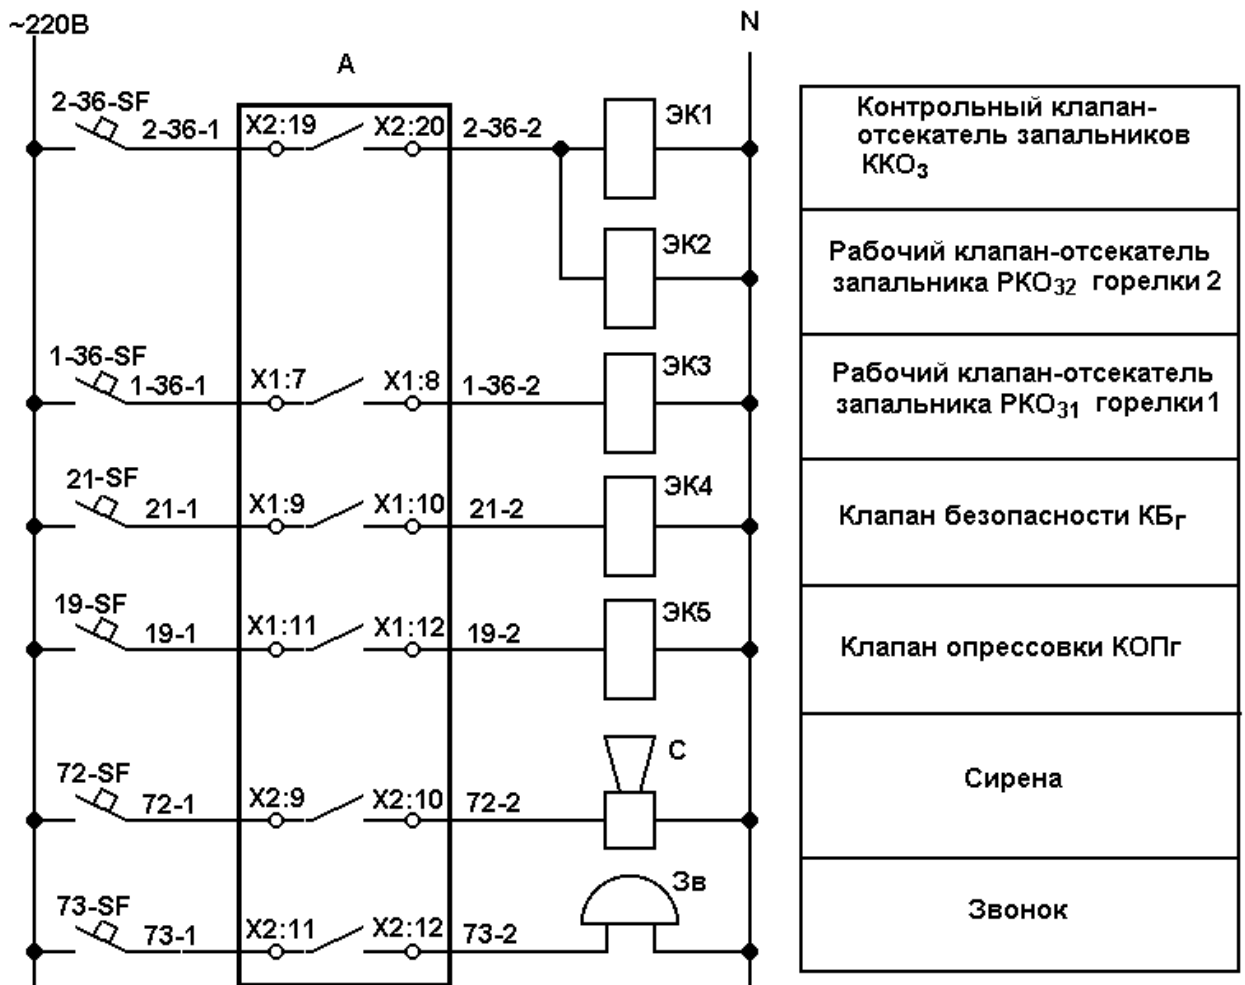 ~220В
N
А
2-36-SF
2-36-1
X2:19
X2:20
2-36-2
ЭК1
Контрольный клапан-
отсекатель запальников
ККО3
ЭК2
Рабочий клапан-отсекатель
запальника РКО32 горелки 2
1-36-SF
1-36-1
X1:7
X1:8
1-36-2
ЭК3
Рабочий клапан-отсекатель
запальника РКО31 горелки 1
21-SF
21-1
X1:9
X1:10
21-2
ЭК4
Клапан безопасности КБГ
19-SF
19-1
X1:11
X1:12
19-2
ЭК5
Клапан опрессовки КОПг
72-SF
72-1
X2:9
X2:10
72-2
С
Сирена
73-SF
73-1
X2:11
X2:12
73-2
Зв
Звонок